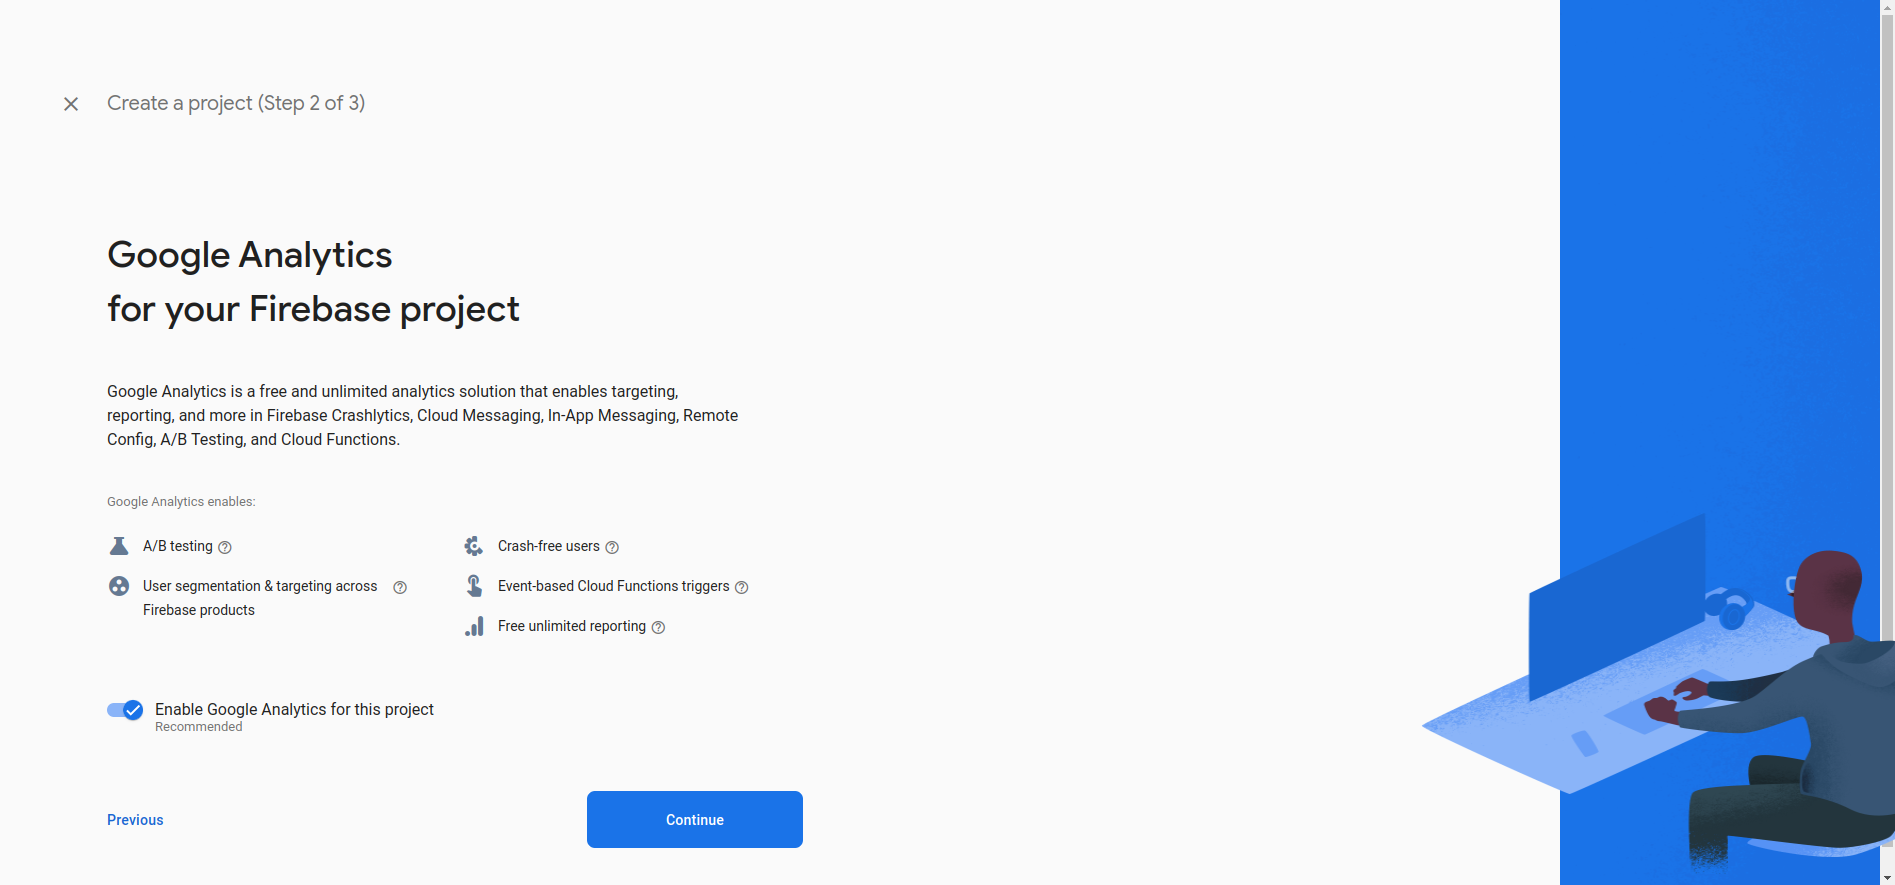 Create a project (Step 2 of 3)
Google Analytics
for your Firebase project
Google Analytics is a free and unlimited analytics solution that enables targeting,
reporting, and more in Firebase Crashlytics, Cloud Messaging, In-App Messaging, Remote
Config, A/B Testing, and Cloud Functions.
Google Analytics enables:
A/B testing
User segmentation & targeting across
Firebase products
Crash-free users
Event-based Cloud Functions triggers
Free unlimited reporting
Enable Google Analytics for this project
Recommended
Previous
Continue